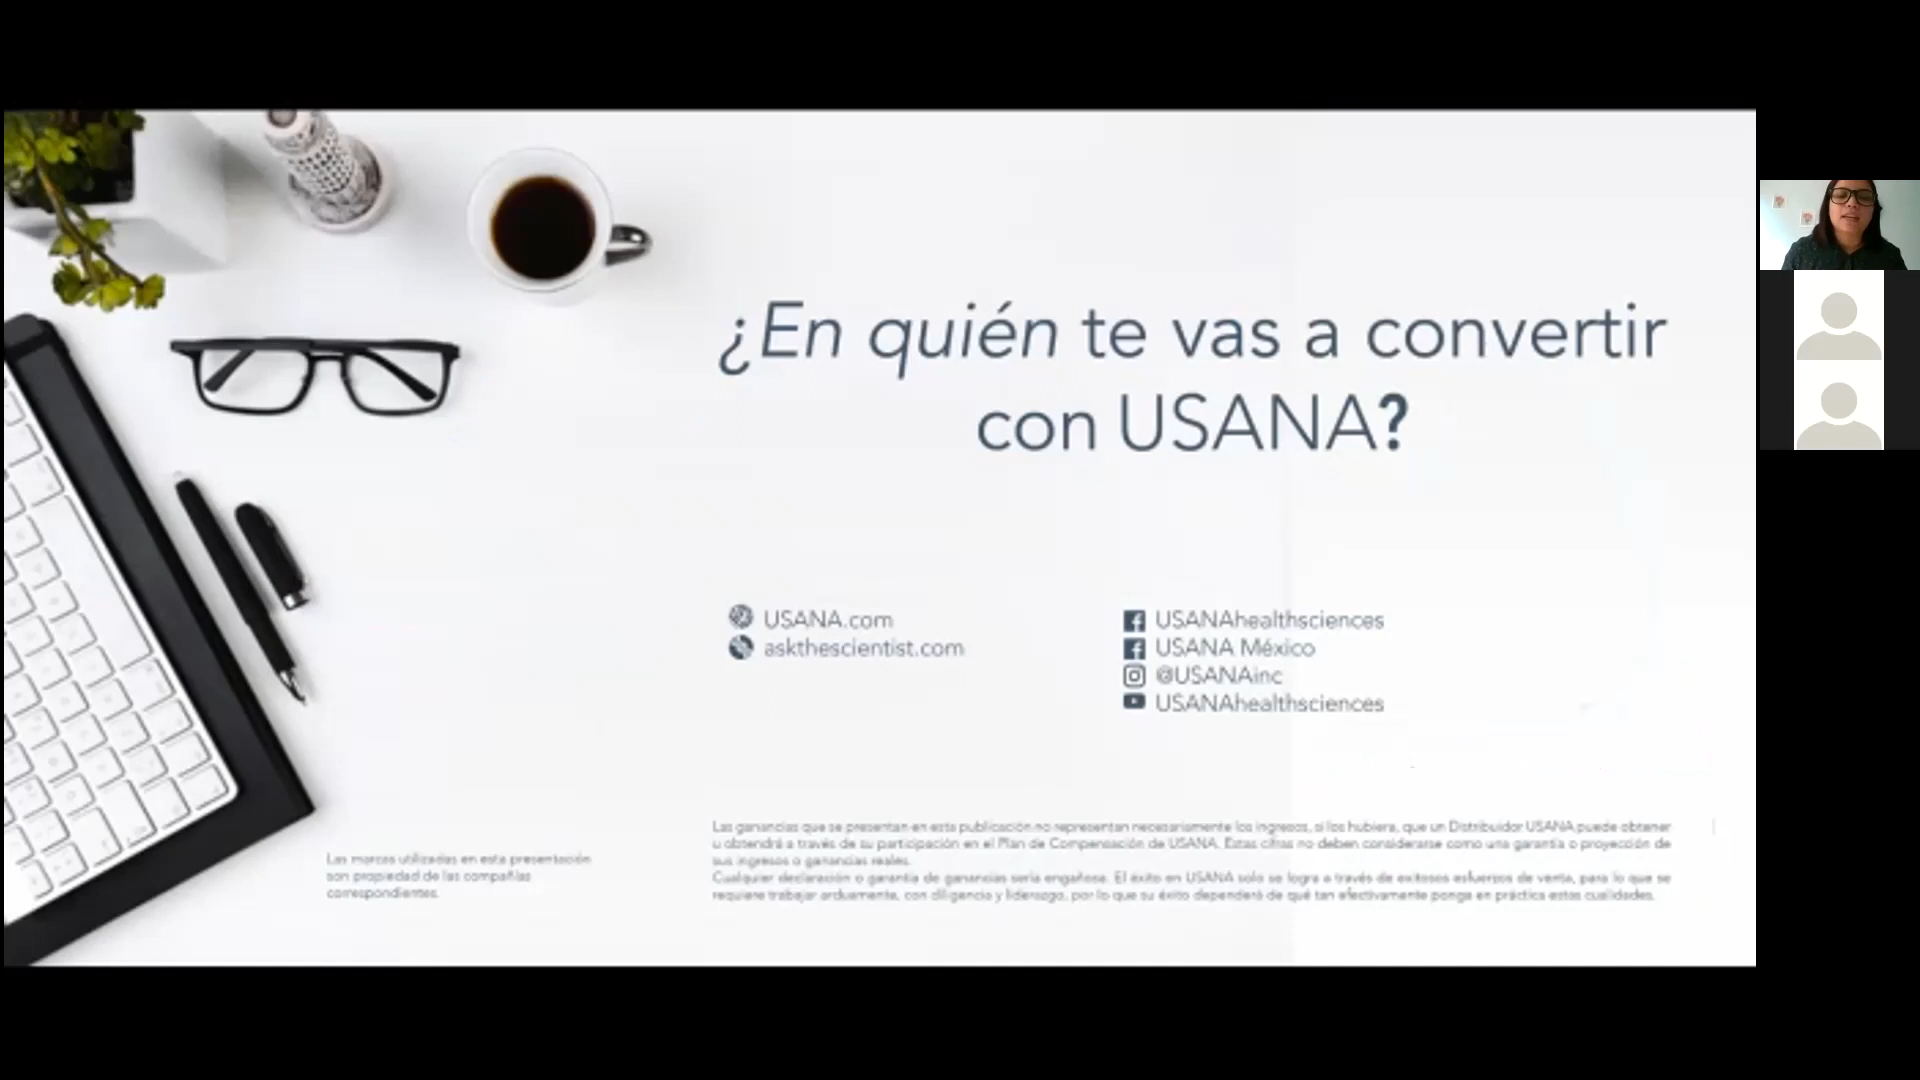 ¿En quién te vas a convertir
con USANA?
USANA.com
askthescientist.com
USANAhealthsciences
USANA México
@USANAinc
USANAhealthsciences
Las marcas utilizadas en esta presentación
son propiedad de las compañías
correspondientes.
Las ganancias que se presentan en esta publicación no representan necesariamente los ingresos, si los hubiera, que un Distribuidor USANA puede obtener
u obtendrá a través de su participación en el Plan de Compensación de USANA. Estas cifras no deben considerarse como una garantía o proyección de
sus ingresos o ganancias reales.
Cualquier declaración o garantía de ganancias sería engañosa. El éxito en USANA solo se logra a través de exitosos esfuerzos de venta, para lo que se
requiere trabajar arduamente, con diligencia y liderazgo, por lo que su éxito dependerá de qué tan efectivamente ponga en práctica estas cualidades.